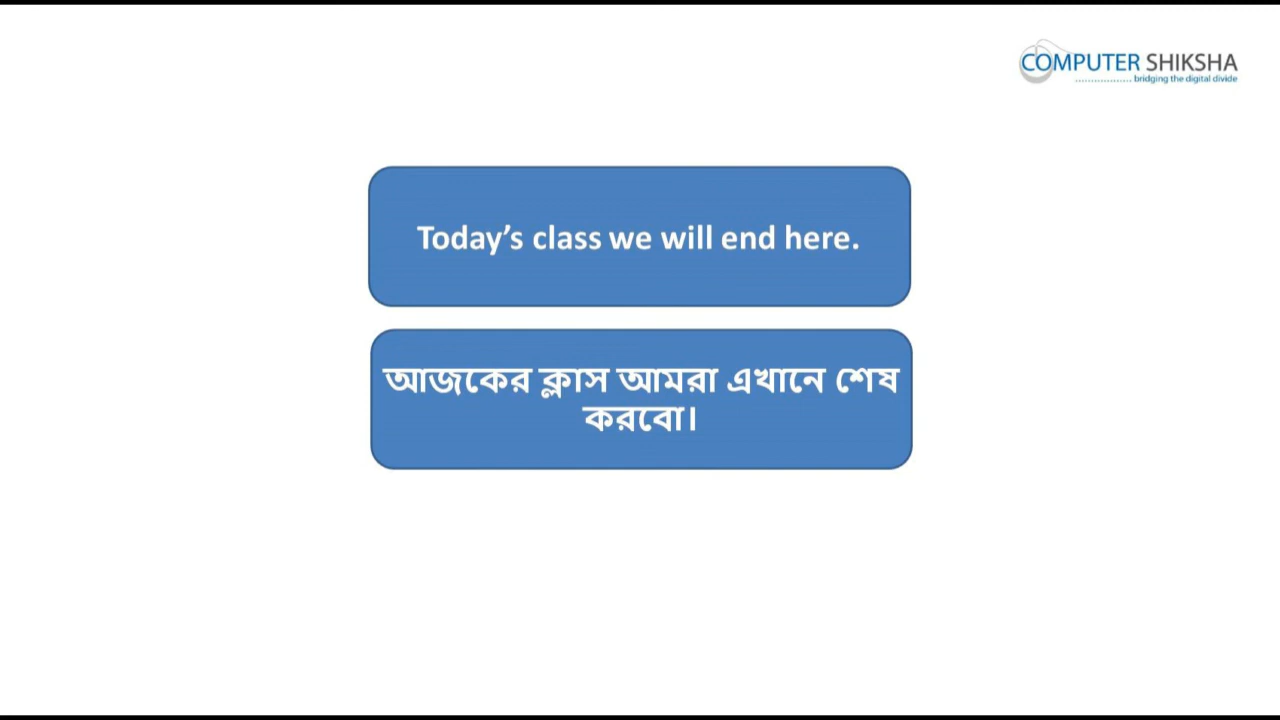 COMPUTER SHIKSHA
bridging the digital divide
Today’s class we will end here.
আজকের ক্লাস আমরা এখানে শেষ
করবো।